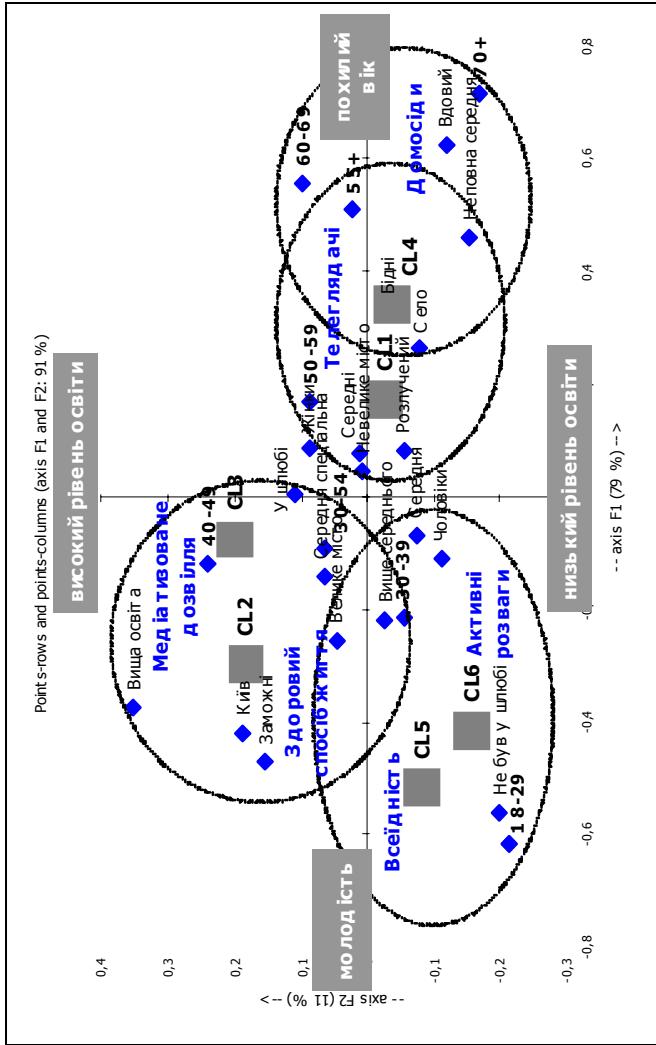 Points-rows and points-columns (axis F1 and F2: 91 %)
високий рівень освіти
0,4
Вища освіта
Медіатизоване
дозвілля
40-49
0,3
CL3
CL2
Київ
Заможні
0,2
Здоровий
спосіб життя
у шлюбі
60-69
0,1
Жінки
50-59
Середня спеціальна
30-54
Велике місто
55+
Телеглядачі
похилий
вік
молодість
0
Середні
Невелике місто
CL1
Бідні
CL4
Всеїдність
CL5
Вище середнього
30-39
Розлучений
Село
Домосіди
Вдовий
-0,1
Середня
Чоловіки
CL6
Активні
розваги
Неповна середня
70+
Не був у шлюбі
18-29
-0,2
-0,3
-- axis F2 (11 %) -->
-0,8
-0,6
-0,4
0,4
0,6
0,8
низький рівень освіти
-- axis F1 (79 %) -->